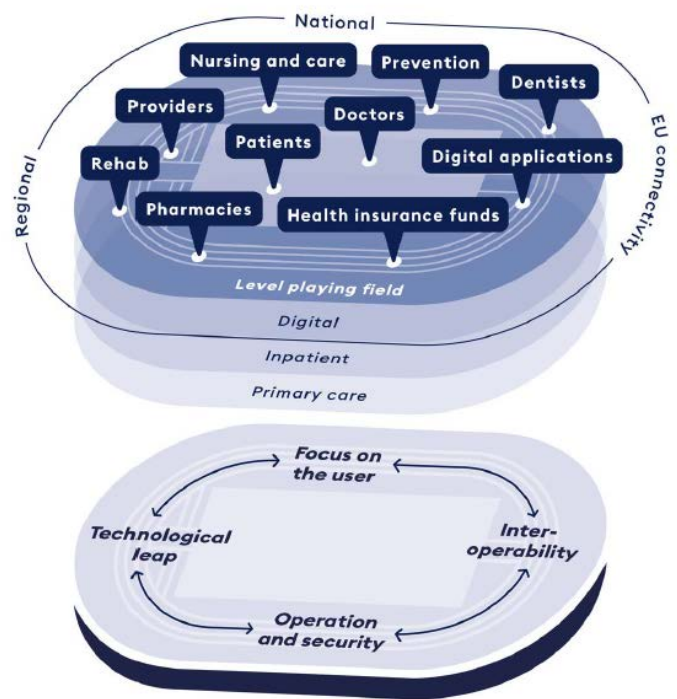 National
Nursing and care
Prevention
Dentists
Providers
Doctors
EU connectivity
Regional
Rehab
Patients
Digital applications
Pharmacies
Health insurance funds
Level playing field
Digital
Inpatient
Primary care
Focus on
the user
Technological
leap
Inter-
operability
Operation
and security